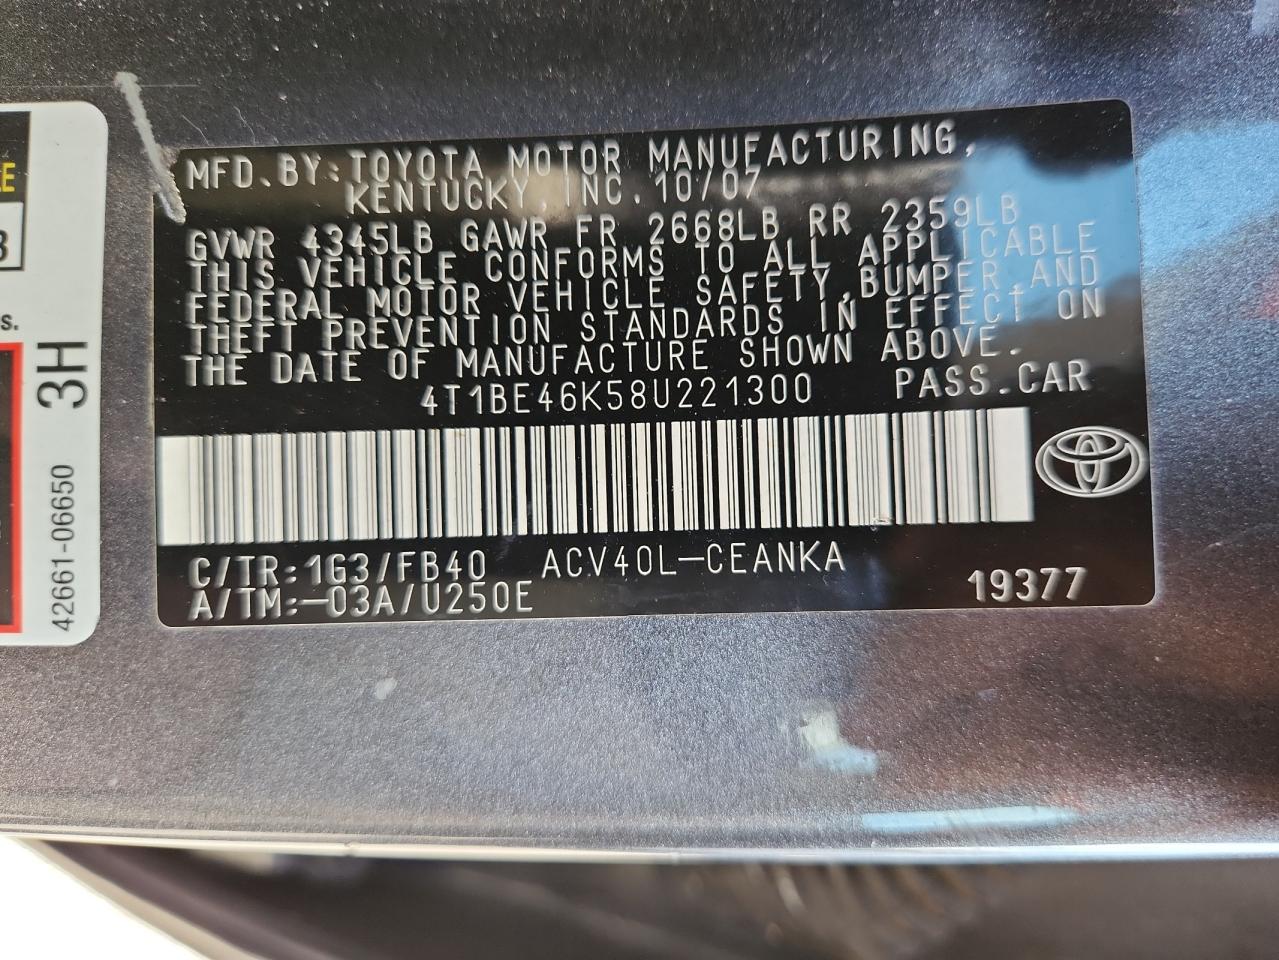 MFD.BY:TOYOTA MOTOR MANUFACTURING,
KENTUCKY,INC. 10/07
GVWR 4345LB GAWR FR 2668LB RR 2359LB
THIS VEHICLE CONFORMS TO ALL APPLICABLE
FEDERAL MOTOR VEHICLE SAFETY,BUMPER,AND
THEFT PREVENTION STANDARDS IN EFFECT ON
THE DATE OF MANUFACTURE SHOWN ABOVE.
4T1BE46K58U221300 PASS.CAR
C/TR:1G3/FB40 ACV40L-CEANKA
A/TM:-03A/U250E 19377
42661-06650 3H